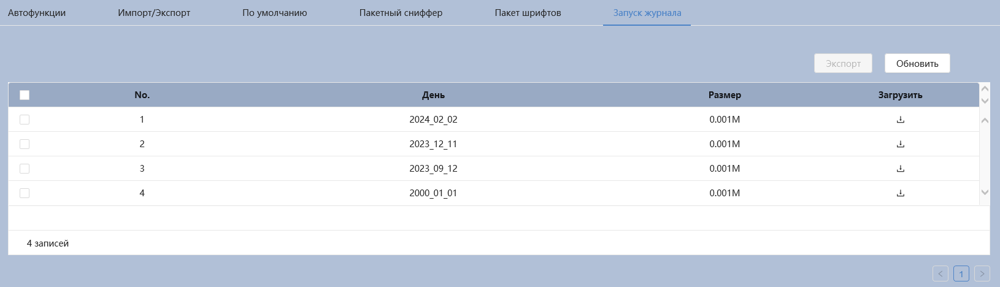 Автофункции Импорт/Экспорт По умолчанию Пакетный сниффер Пакет шрифтов Запуск журнала
Экспорт Обновить
No. День Размер Загрузить
1 2024_02_02 0.001M
2 2023_12_11 0.001M
3 2023_09_12 0.001M
4 2000_01_01 0.001M
4 записей
1